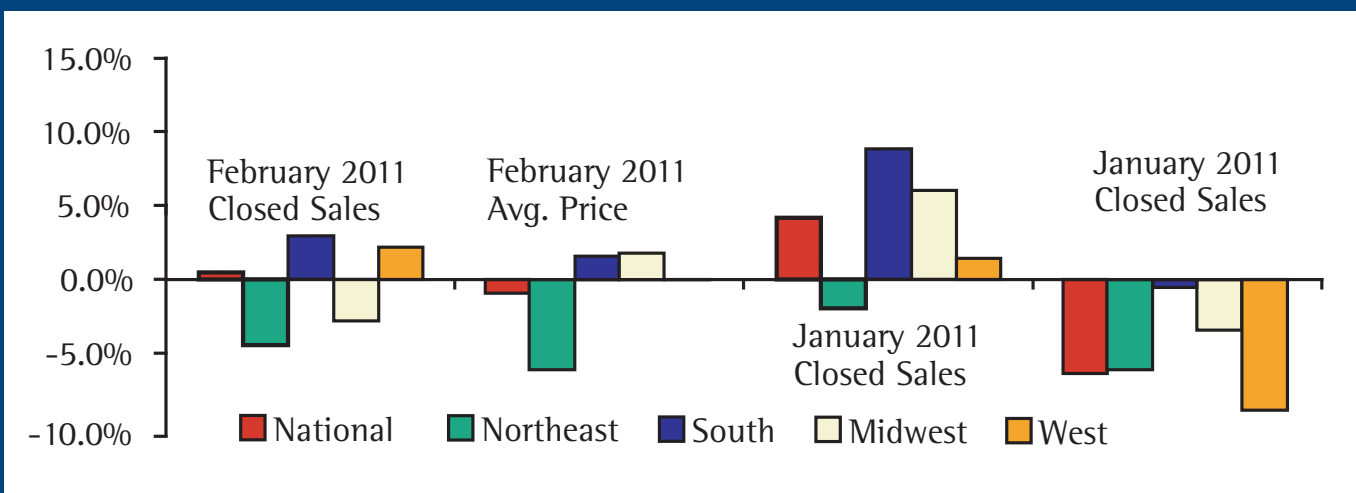 15.0%
10.0%
5.0%
0.0%
-5.0%
-10.0%
February 2011
Closed Sales
February 2011
Avg. Price
January 2011
Closed Sales
January 2011
Closed Sales
National
Northeast
South
Midwest
West